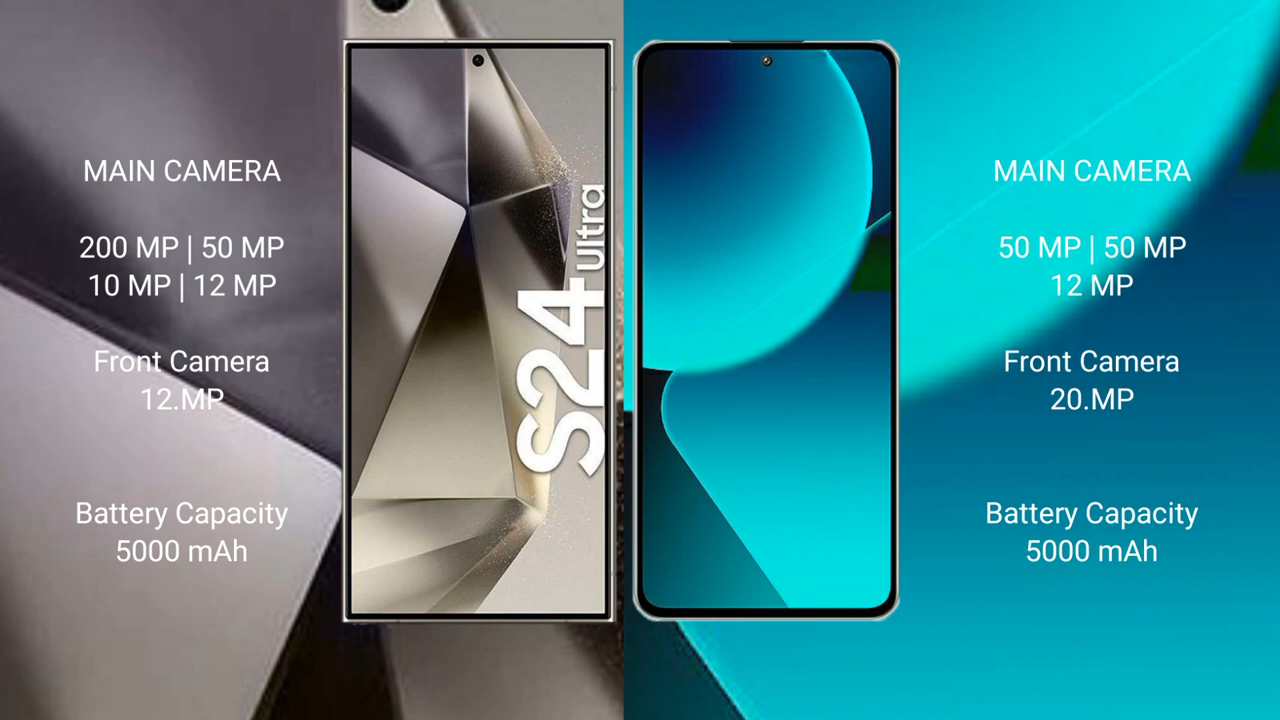 MAIN CAMERA
200 MP | 50 MP
10 MP | 12 MP
Front Camera
12.MP
Battery Capacity
5000 mAh
S24 Ultra
MAIN CAMERA
50 MP | 50 MP
12 MP
Front Camera
20.MP
Battery Capacity
5000 mAh